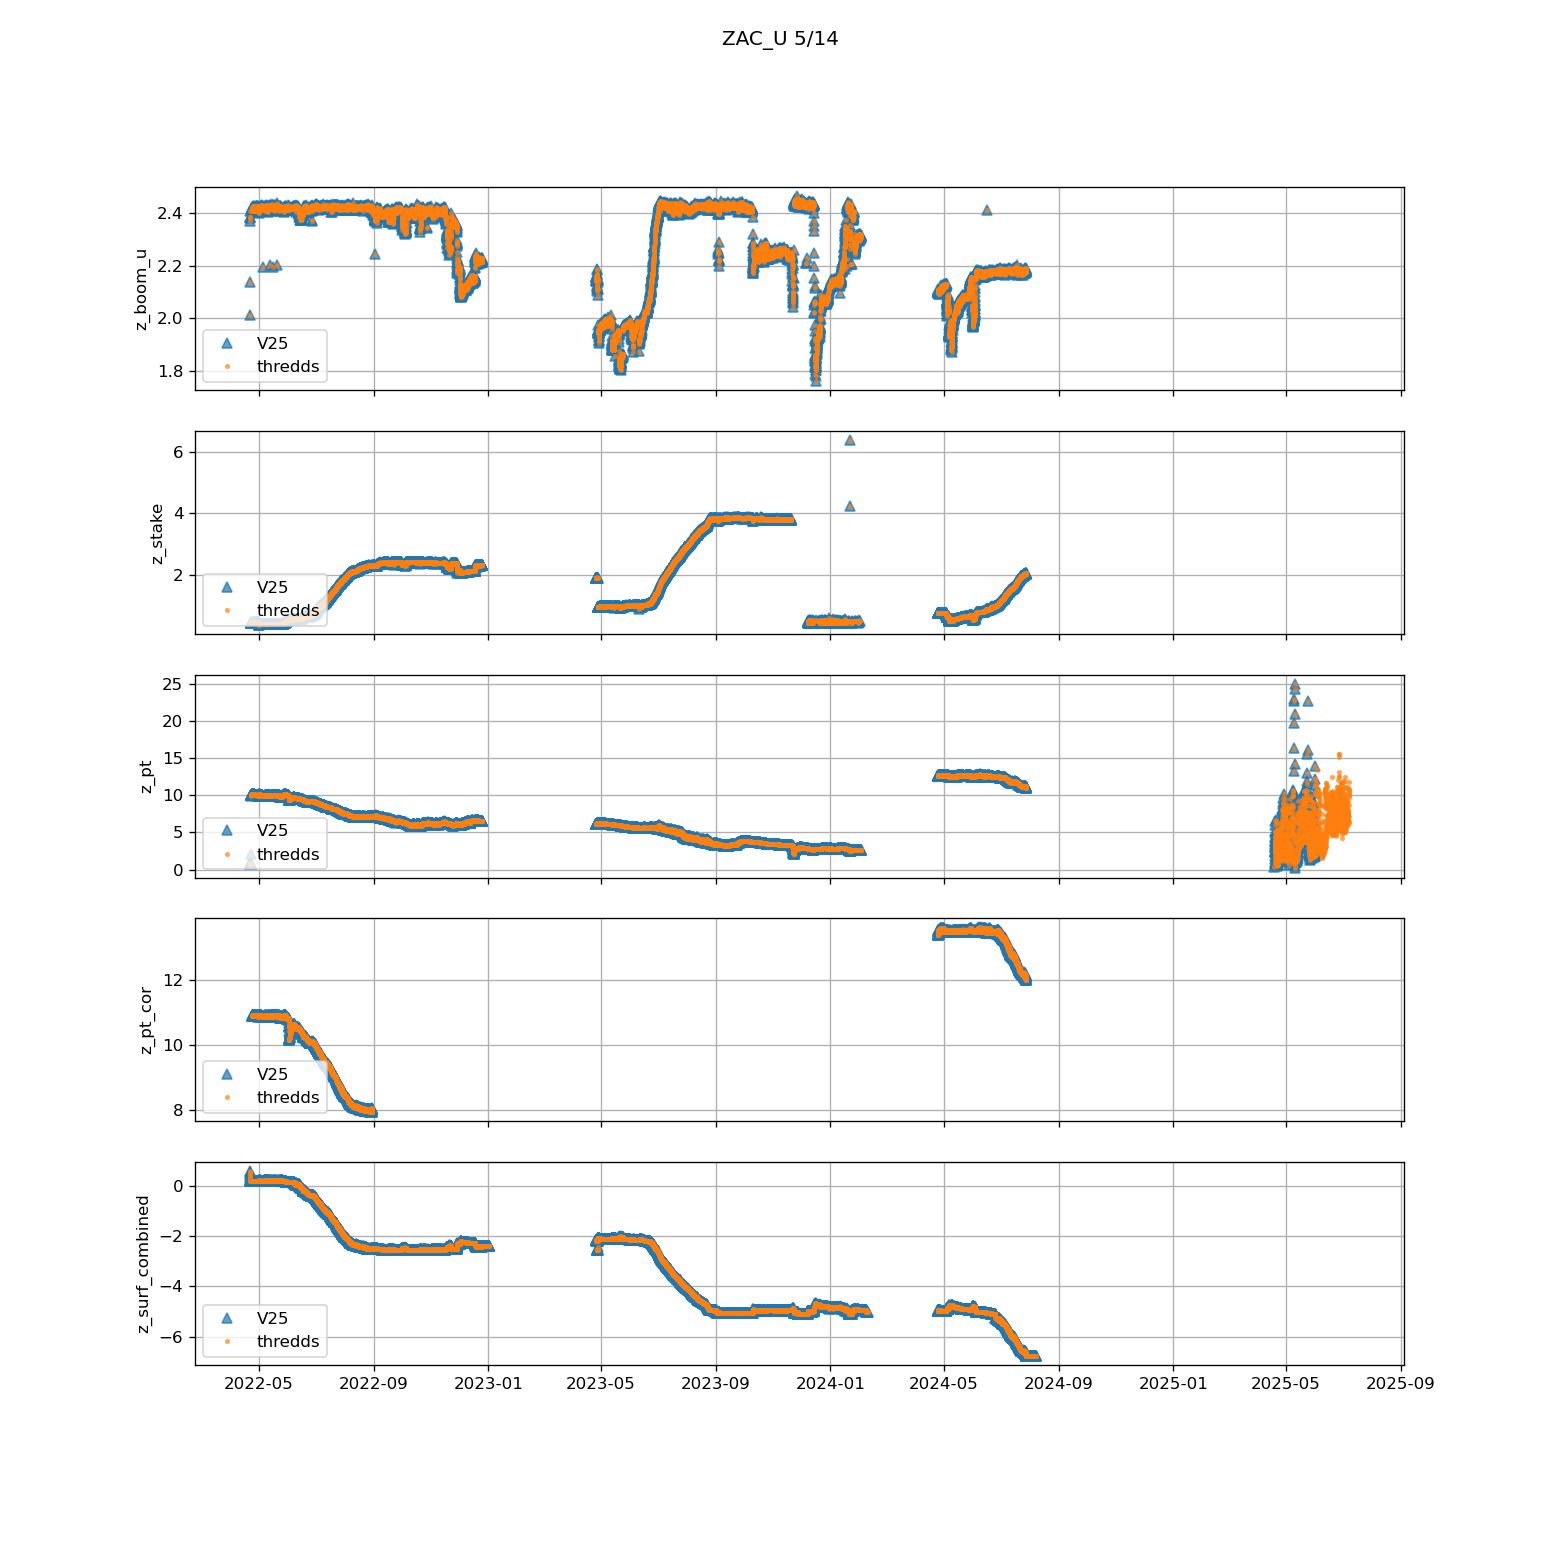 ZAC_U 5/14
z_boom_u
2.4
2.2
2.0
1.8
V25
thredds
z_stake
6
4
2
V25
thredds
z_pt
25
20
15
10
5
0
V25
thredds
z_pt_cor
12
10
8
V25
thredds
z_surf_combined
0
−2
−4
−6
V25
thredds
2022-05 2022-09 2023-01 2023-05 2023-09 2024-01 2024-05 2024-09 2025-01 2025-05 2025-09